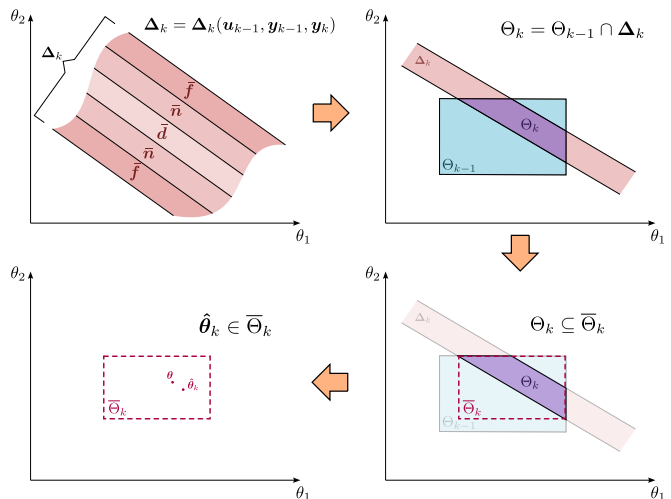 θ₂
Δₖ = Δₖ(uₖ₋₁, yₖ₋₁, yₖ)
Δₖ
f̄
n̄
d̄
n̄
f̄
θ₁
θ₂
Θₖ = Θₖ₋₁ ∩ Δₖ
Δₖ
Θₖ
Θₖ₋₁
θ₁
θ₂
θ̂ₖ ∈ Θ̅ₖ
θ
θ̂ₖ
Θ̅ₖ
θ₁
θ₂
Θₖ ⊆ Θ̅ₖ
Δₖ
Θₖ
Θ̅ₖ
Θₖ₋₁
θ₁